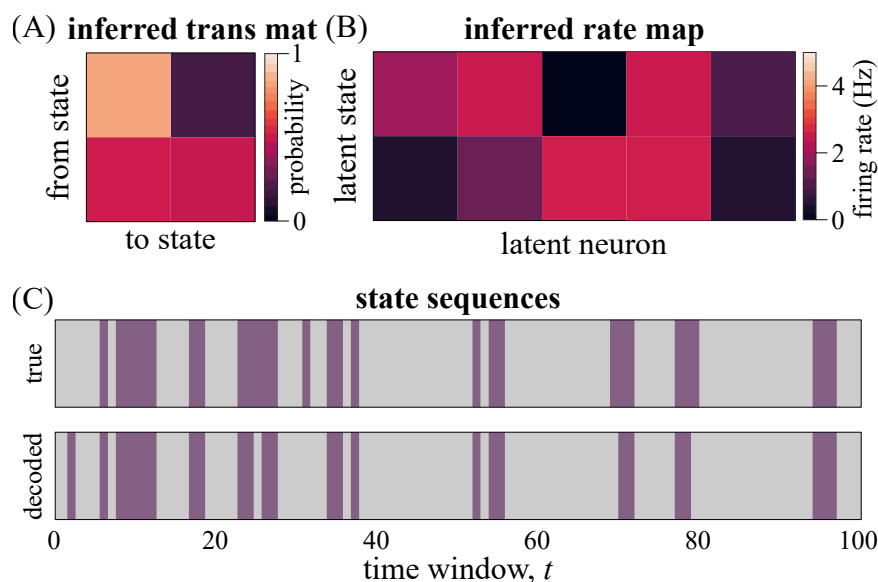 (A) inferred trans mat
from state
to state
1
0
probability
(B) inferred rate map
latent state
latent neuron
4
2
0
firing rate (Hz)
(C) state sequences
true
decoded
0 20 40 60 80 100
time window, t